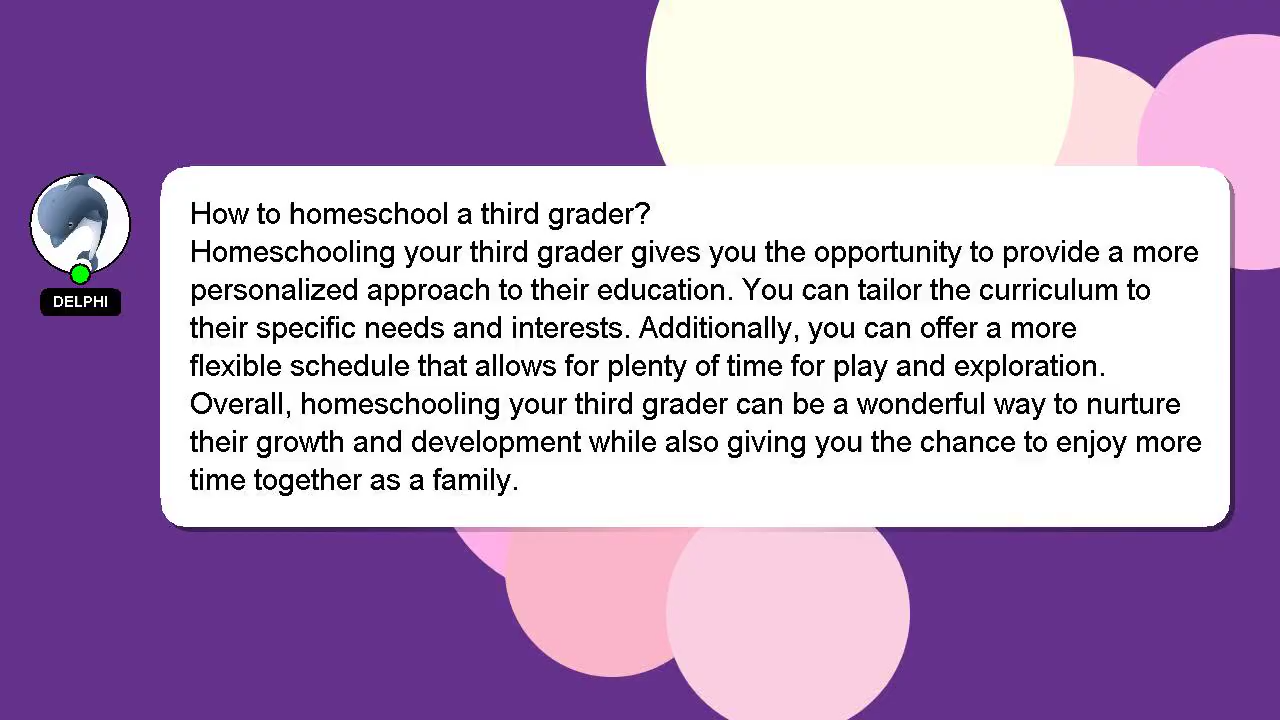 How to homeschool a third grader?
Homeschooling your third grader gives you the opportunity to provide a more
personalized approach to their education. You can tailor the curriculum to
their specific needs and interests. Additionally, you can offer a more
flexible schedule that allows for plenty of time for play and exploration.
Overall, homeschooling your third grader can be a wonderful way to nurture
their growth and development while also giving you the chance to enjoy more
time together as a family.
DELPHI